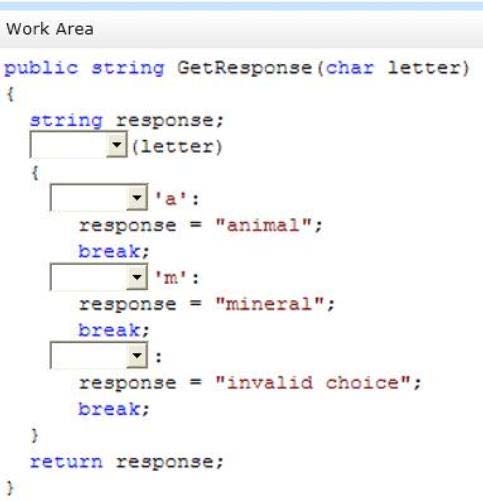 Work Area
public string GetResponse(char letter)
{
string response;
(letter)
{
'a':
response = "animal";
break;
'm':
response = "mineral";
break;
:
response = "invalid choice";
break;
}
return response;
}